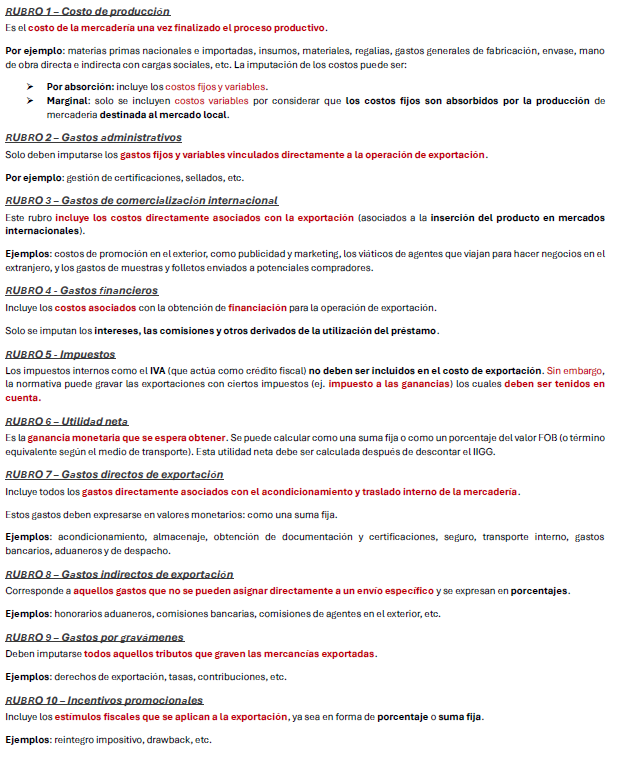 RUBRO 1 – Costo de producción
Es el costo de la mercadería una vez finalizado el proceso productivo.
Por ejemplo: materias primas nacionales e importadas, insumos, materiales, regalías, gastos generales de fabricación, envase, mano
de obra directa e indirecta con cargas sociales, etc. La imputación de los costos puede ser:
➤ Por absorción: incluye los costos fijos y variables.
➤ Marginal: solo se incluyen costos variables por considerar que los costos fijos son absorbidos por la producción de
mercadería destinada al mercado local.
RUBRO 2 – Gastos administrativos
Solo deben imputarse los gastos fijos y variables vinculados directamente a la operación de exportación.
Por ejemplo: gestión de certificaciones, sellados, etc.
RUBRO 3 – Gastos de comercialización internacional
Este rubro incluye los costos directamente asociados con la exportación (asociados a la inserción del producto en mercados
internacionales).
Ejemplos: costos de promoción en el exterior, como publicidad y marketing, los viáticos de agentes que viajan para hacer negocios en el
extranjero, y los gastos de muestras y folletos enviados a potenciales compradores.
RUBRO 4 - Gastos financieros
Incluye los costos asociados con la obtención de financiación para la operación de exportación.
Solo se imputan los intereses, las comisiones y otros derivados de la utilización del préstamo.
RUBRO 5 - Impuestos
Los impuestos internos como el IVA (que actúa como crédito fiscal) no deben ser incluidos en el costo de exportación. Sin embargo,
la normativa puede gravar las exportaciones con ciertos impuestos (ej. impuesto a las ganancias) los cuales deben ser tenidos en
cuenta.
RUBRO 6 – Utilidad neta
Es la ganancia monetaria que se espera obtener. Se puede calcular como una suma fija o como un porcentaje del valor FOB (o término
equivalente según el medio de transporte). Esta utilidad neta debe ser calculada después de descontar el IIGG.
RUBRO 7 – Gastos directos de exportación
Incluye todos los gastos directamente asociados con el acondicionamiento y traslado interno de la mercadería.
Estos gastos deben expresarse en valores monetarios: como una suma fija.
Ejemplos: acondicionamiento, almacenaje, obtención de documentación y certificaciones, seguro, transporte interno, gastos
bancarios, aduaneros y de despacho.
RUBRO 8 – Gastos indirectos de exportación
Corresponde a aquellos gastos que no se pueden asignar directamente a un envío específico y se expresan en porcentajes.
Ejemplos: honorarios aduaneros, comisiones bancarias, comisiones de agentes en el exterior, etc.
RUBRO 9 – Gastos por gravámenes
Deben imputarse todos aquellos tributos que graven las mercancías exportadas.
Ejemplos: derechos de exportación, tasas, contribuciones, etc.
RUBRO 10 – Incentivos promocionales
Incluye los estímulos fiscales que se aplican a la exportación, ya sea en forma de porcentaje o suma fija.
Ejemplos: reintegro impositivo, drawback, etc.